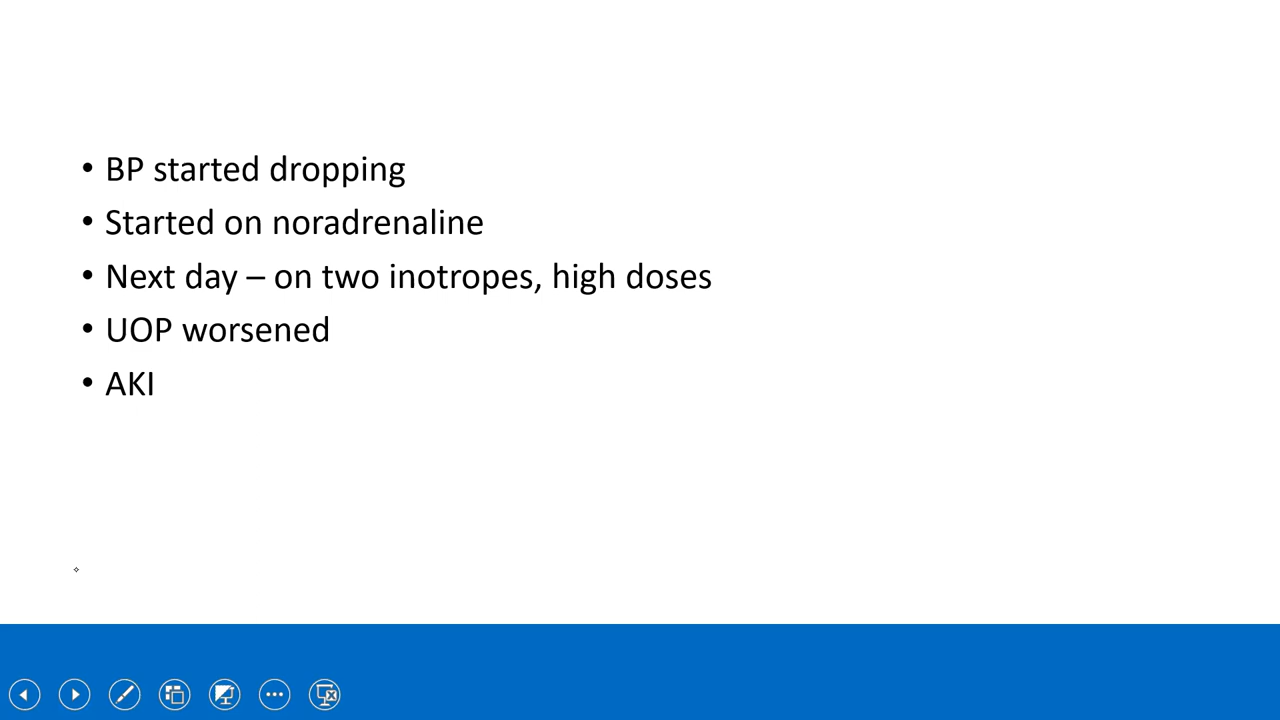 • BP started dropping
• Started on noradrenaline
• Next day – on two inotropes, high doses
• UOP worsened
• AKI